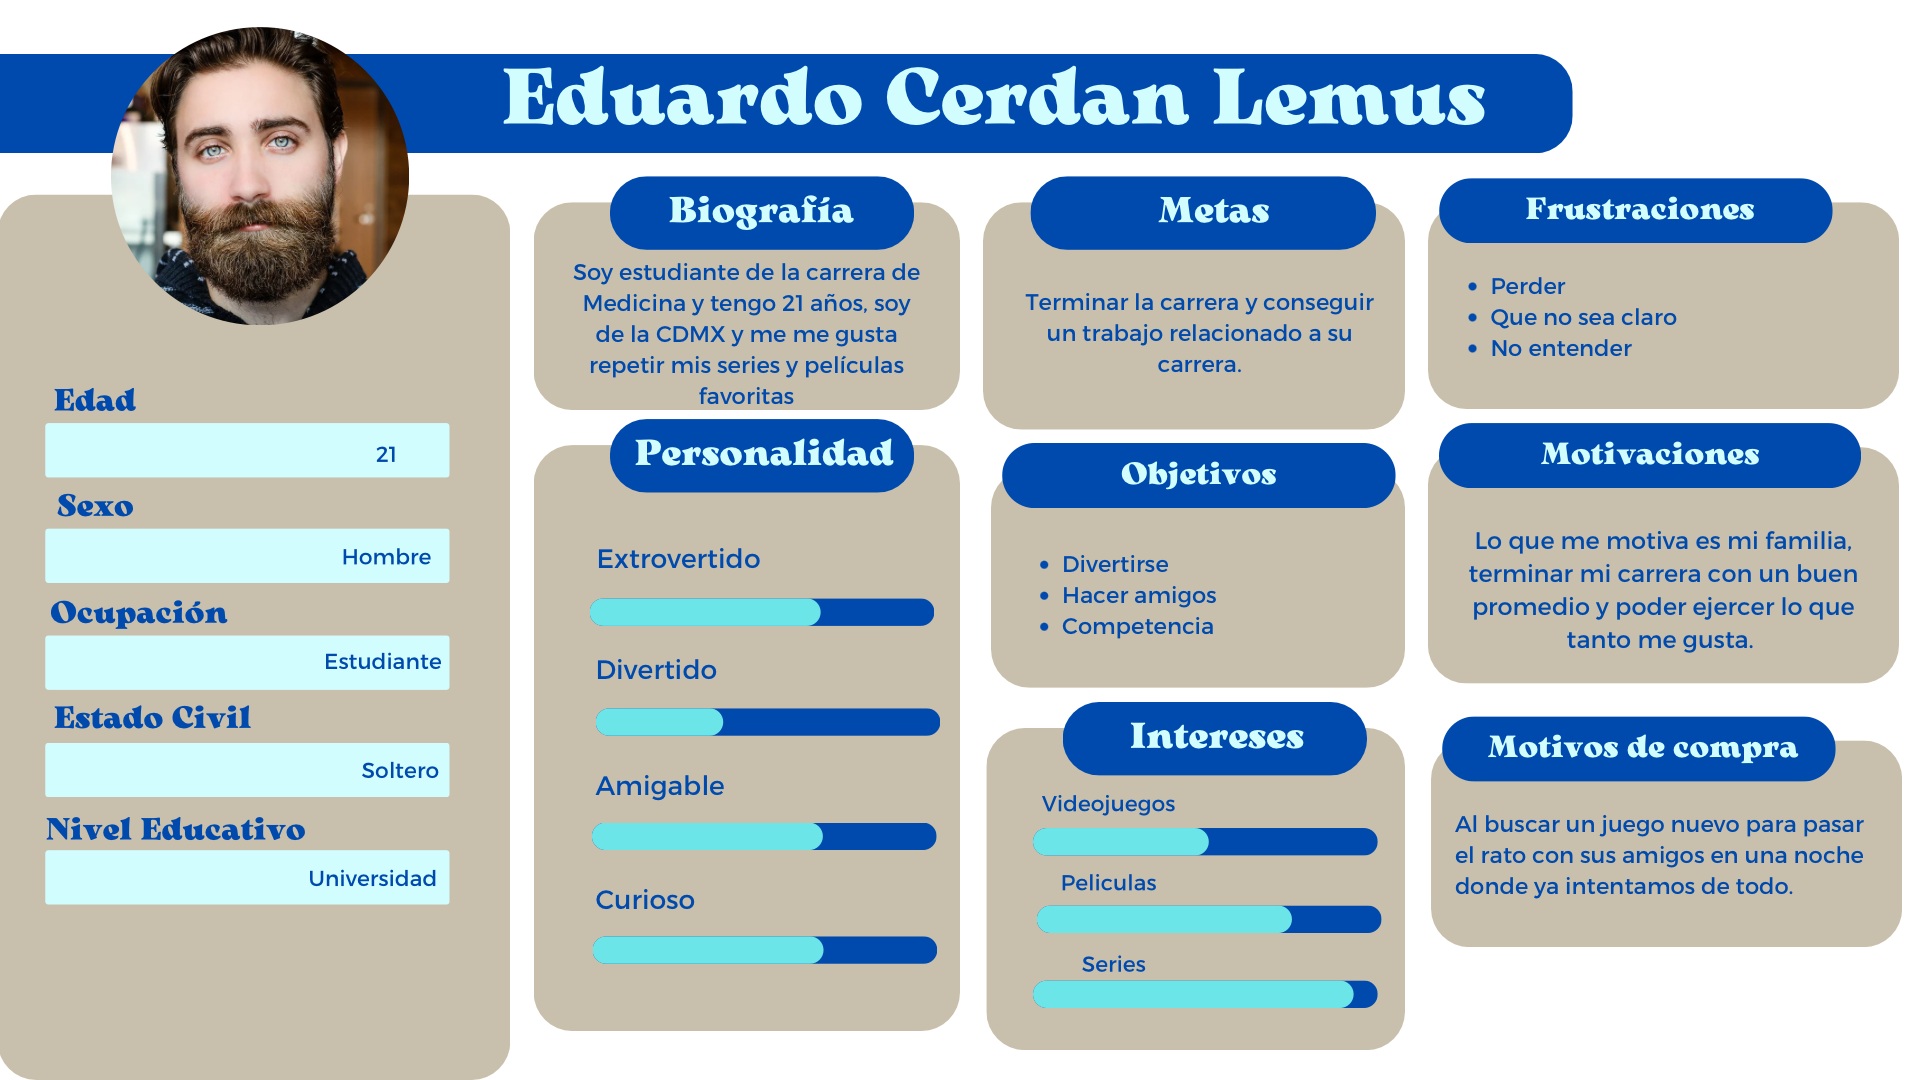 Eduardo Cerdan Lemus
Edad
21
Sexo
Hombre
Ocupación
Estudiante
Estado Civil
Soltero
Nivel Educativo
Universidad
Biografía
Soy estudiante de la carrera de
Medicina y tengo 21 años, soy
de la CDMX y me me gusta
repetir mis series y películas
favoritas
Personalidad
Extrovertido
Divertido
Amigable
Curioso
Metas
Terminar la carrera y conseguir
un trabajo relacionado a su
carrera.
Objetivos
• Divertirse
• Hacer amigos
• Competencia
Intereses
Videojuegos
Peliculas
Series
Frustraciones
• Perder
• Que no sea claro
• No entender
Motivaciones
Lo que me motiva es mi familia,
terminar mi carrera con un buen
promedio y poder ejercer lo que
tanto me gusta.
Motivos de compra
Al buscar un juego nuevo para pasar
el rato con sus amigos en una noche
donde ya intentamos de todo.